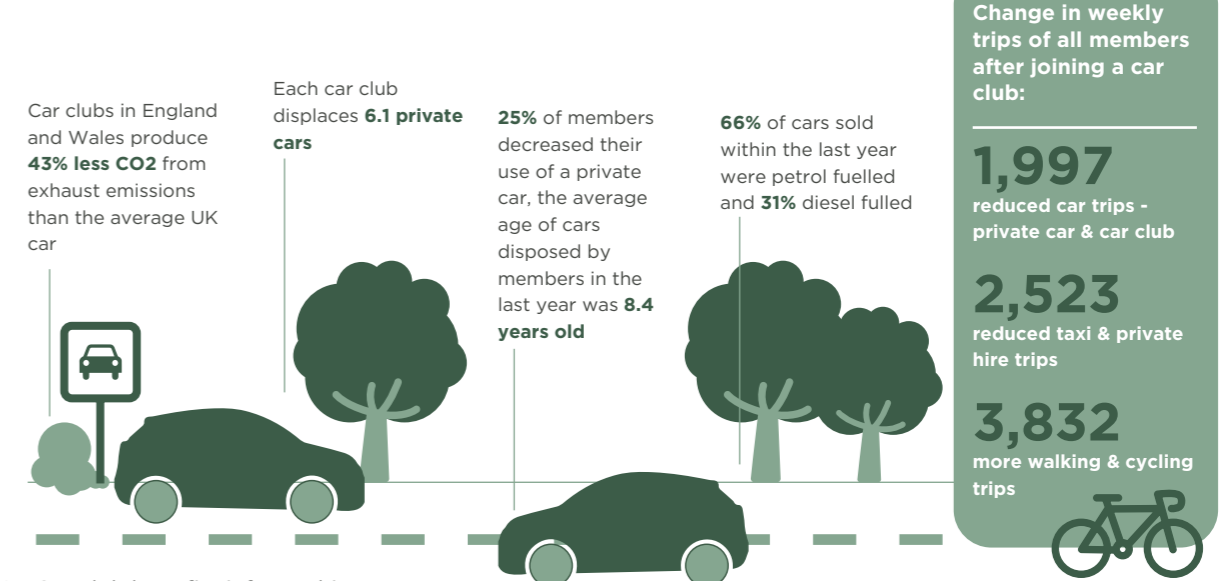 Car clubs in England
and Wales produce
43% less CO2 from
exhaust emissions
than the average UK
car
Each car club
displaces 6.1 private
cars
25% of members
decreased their
use of a private
car, the average
age of cars
disposed by
members in the
last year was 8.4
years old
66% of cars sold
within the last year
were petrol fuelled
and 31% diesel fulled
Change in weekly
trips of all members
after joining a car
club:
1,997
reduced car trips -
private car & car club
2,523
reduced taxi & private
hire trips
3,832
more walking & cycling
trips